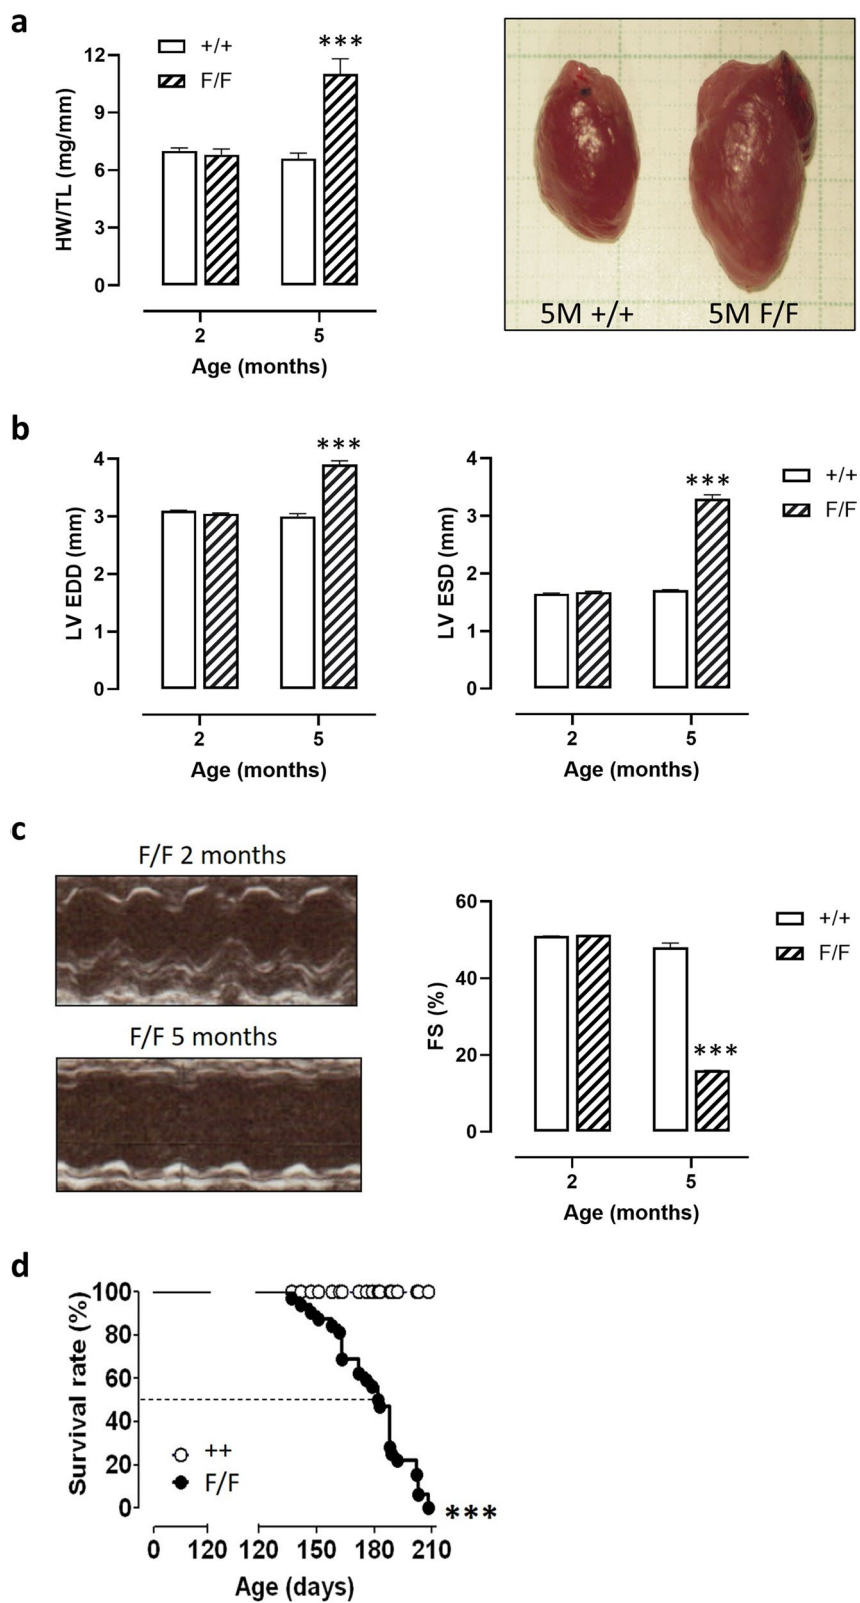 a
12
9
6
3
0
HW/TL (mg/mm)
+/+
F/F
***
2
5
Age (months)
5M +/+
5M F/F
b
4
3
2
1
0
LV EDD (mm)
***
2
5
Age (months)
4
3
2
1
0
LV ESD (mm)
***
2
5
Age (months)
+/+
F/F
c
F/F 2 months
F/F 5 months
60
40
20
0
FS (%)
***
2
5
Age (months)
+/+
F/F
d
Survival rate (%)
100
80
60
40
20
0
++
F/F
***
0
120
120
150
180
210
Age (days)